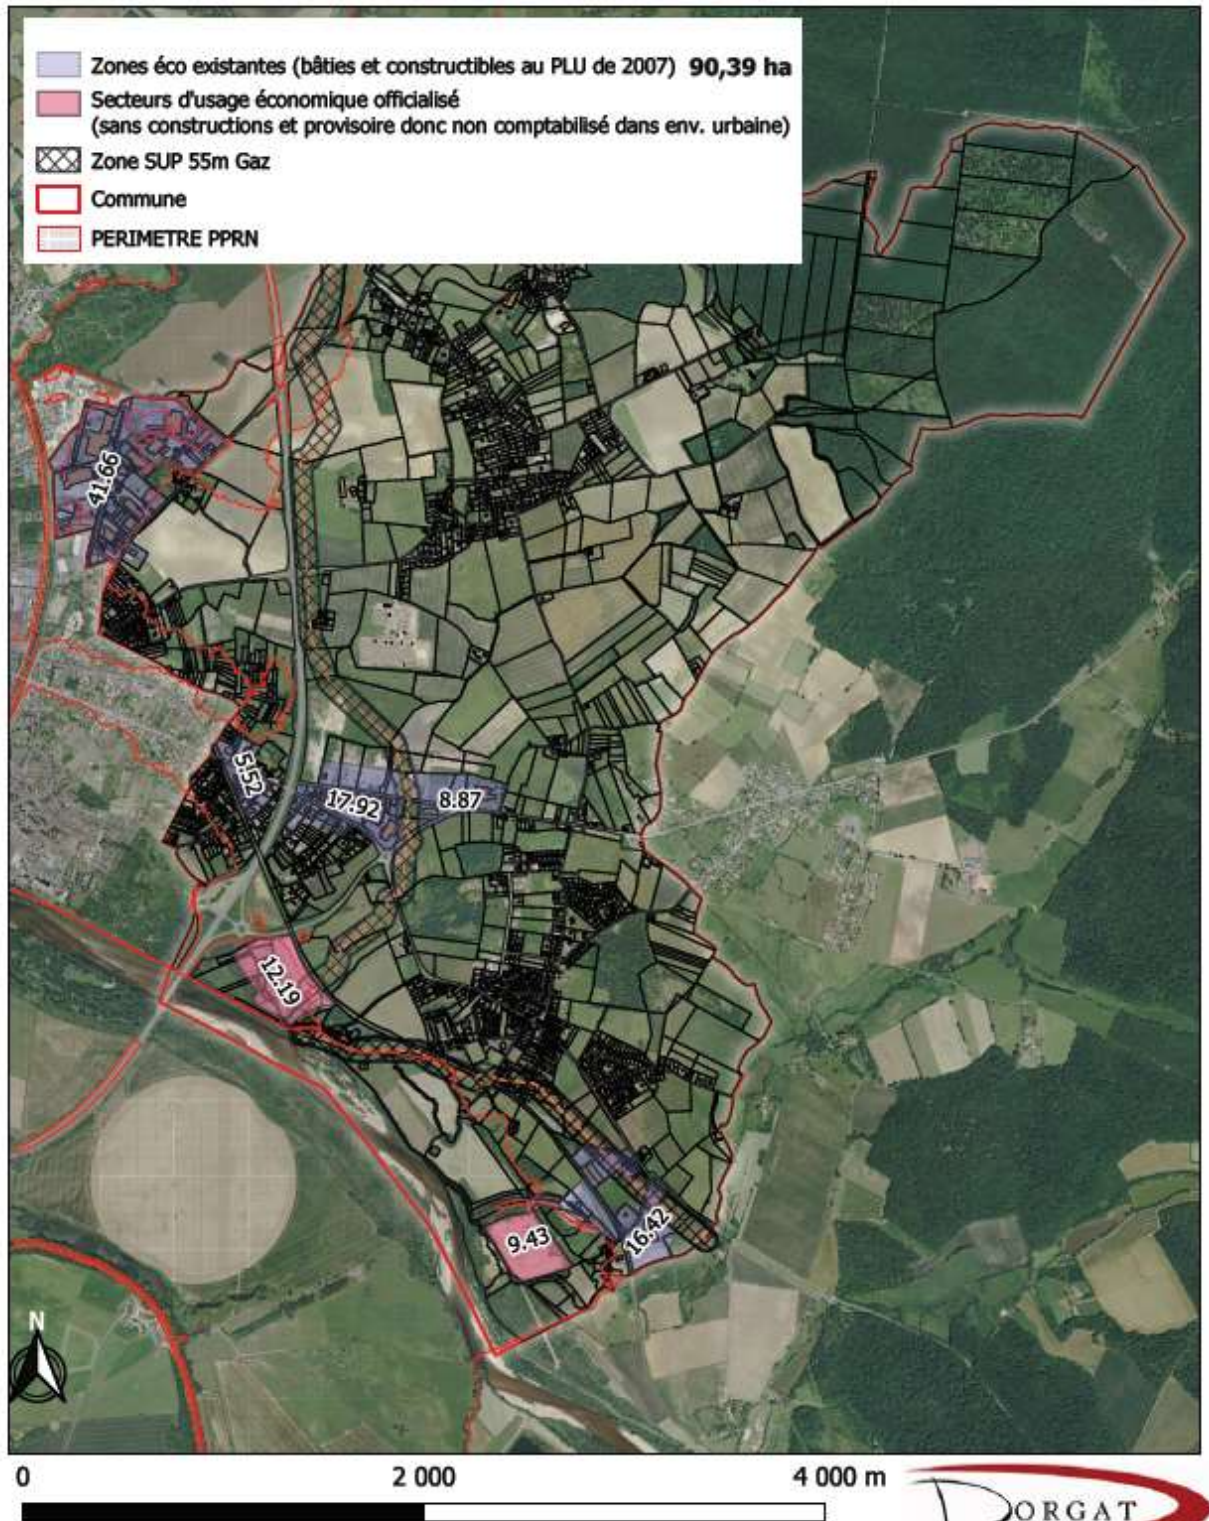 Zones éco existantes (bâties et constructibles au PLU de 2007) 90,39 ha
Secteurs d'usage économique officialisé
(sans constructions et provisoire donc non comptabilisé dans env. urbaine)
Zone SUP 55m Gaz
Commune
PERIMETRE PPRN
41.66
5.52
17.92
8.87
12.19
9.43
16.42
N
0 2 000 4 000 m
DORGAT